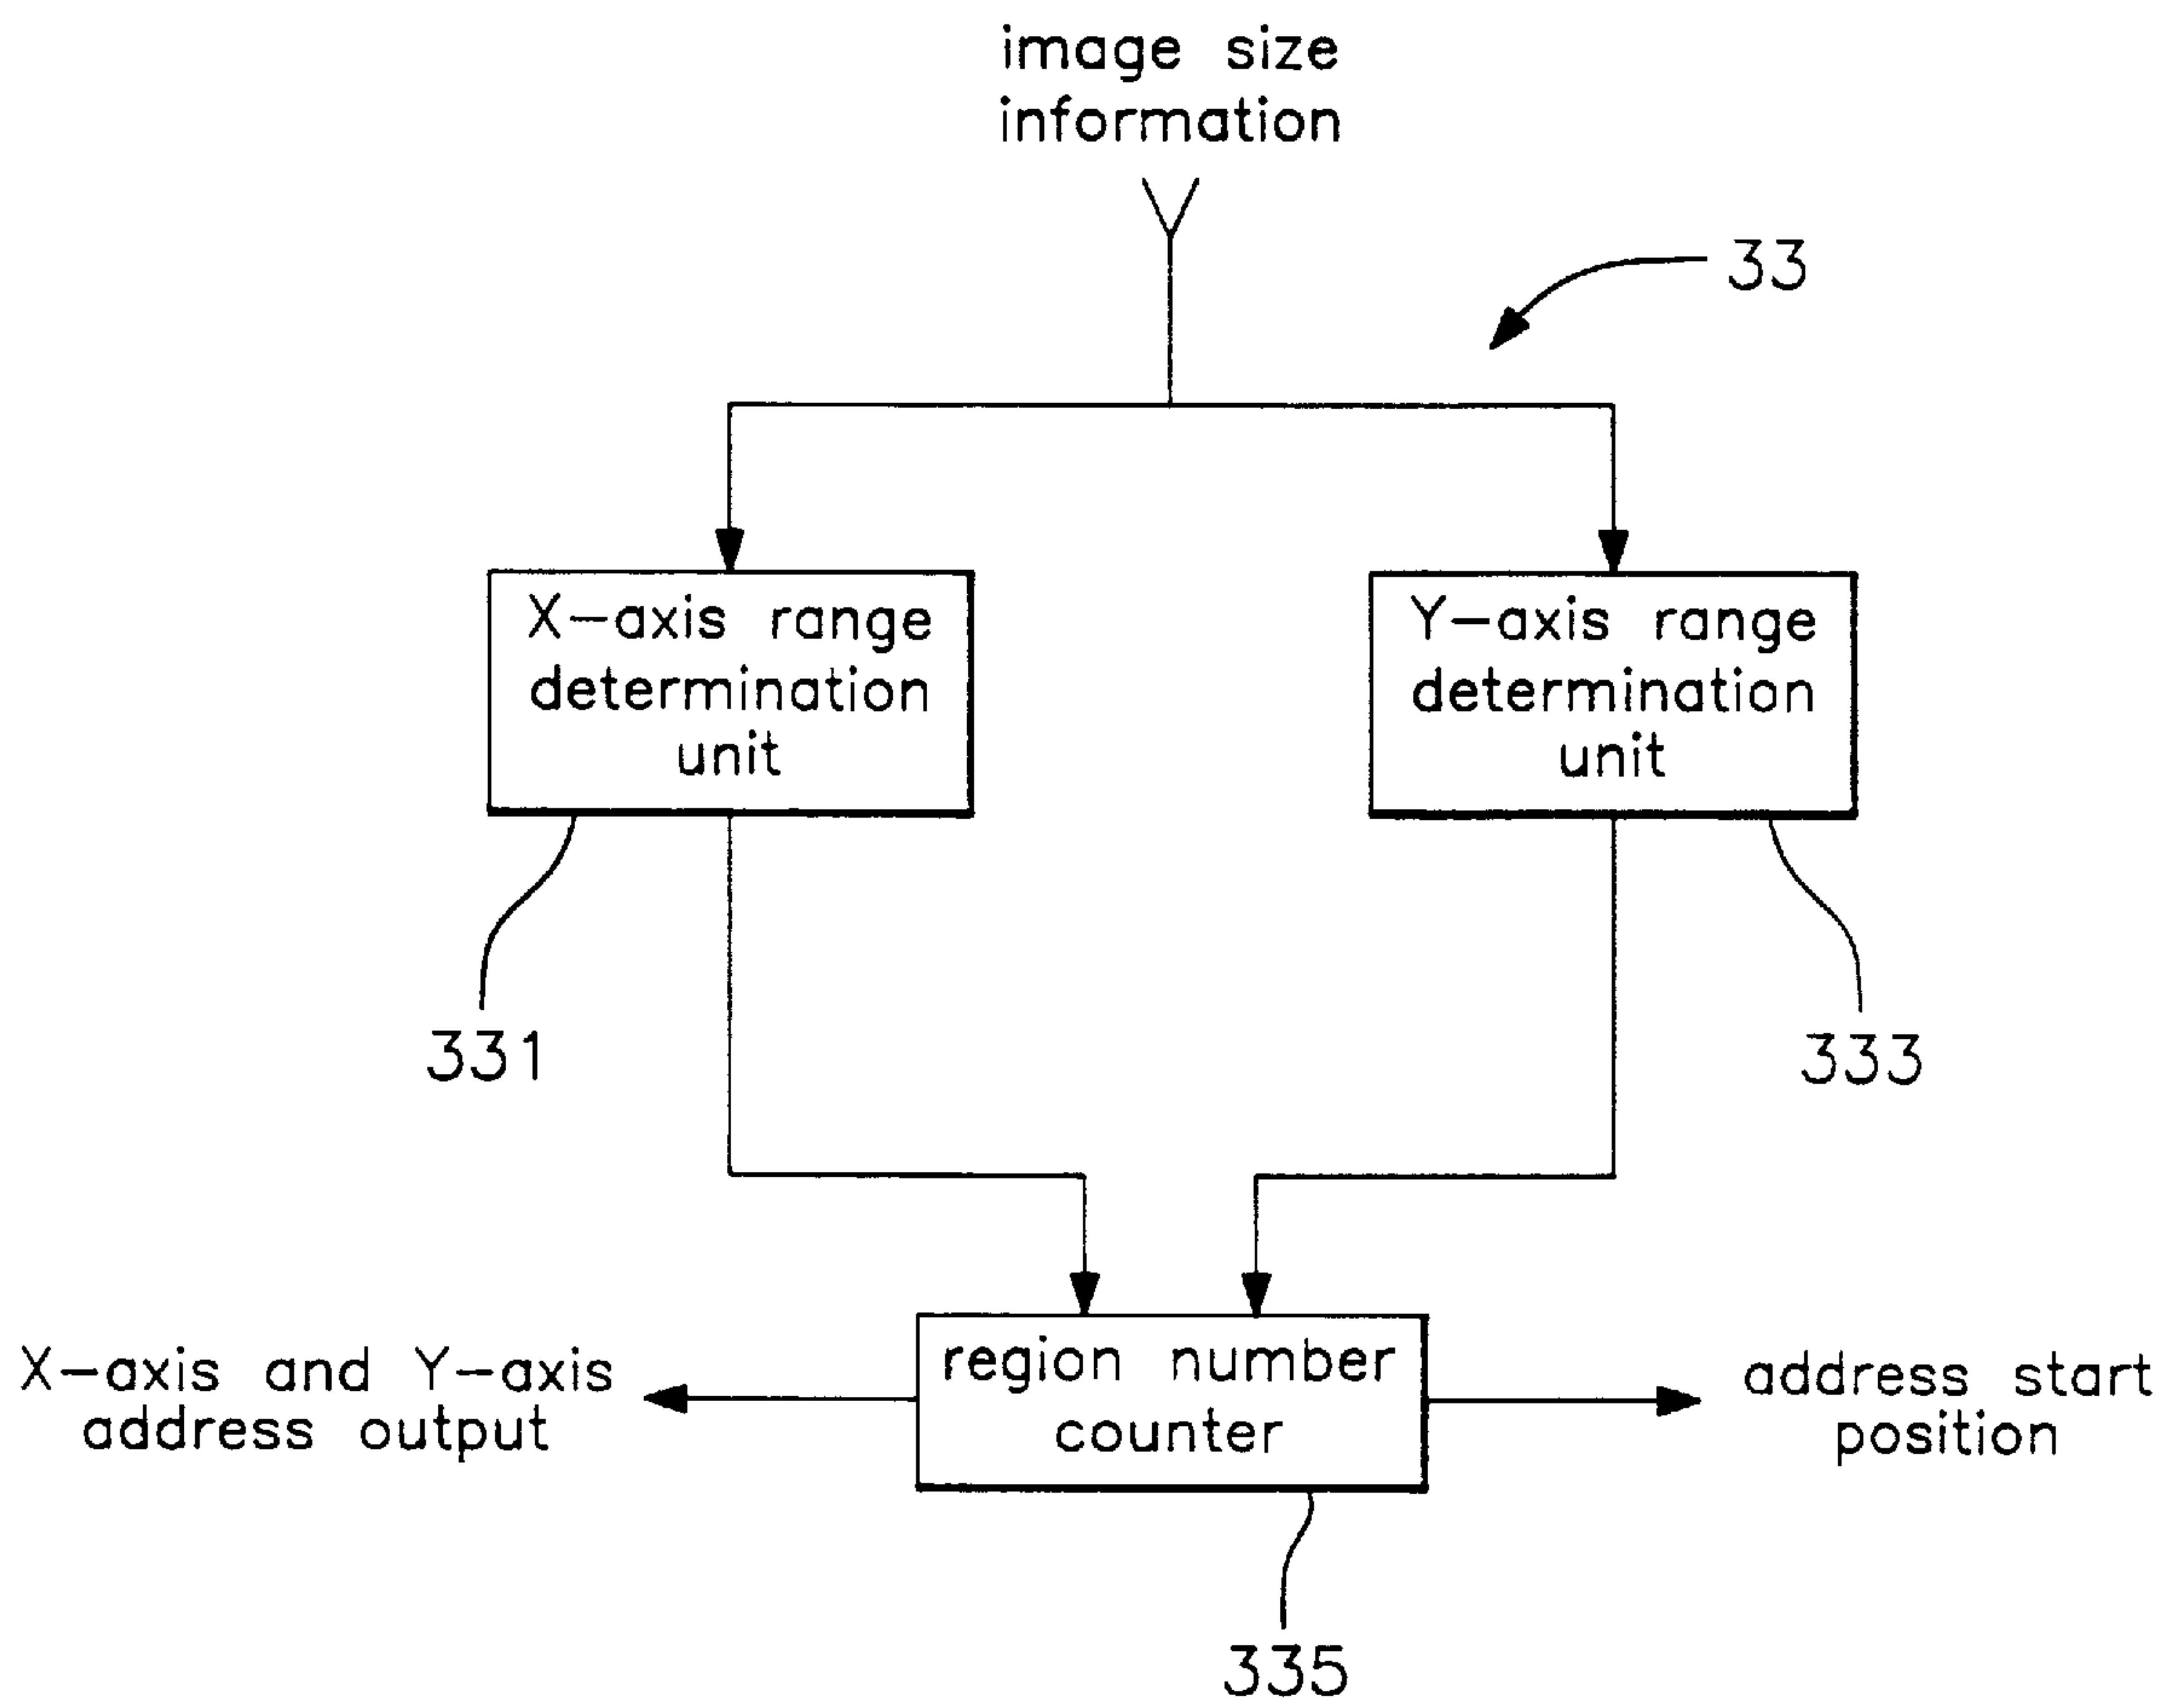 image size
information
33
X-axis range
determination
unit
Y-axis range
determination
unit
331
333
X-axis and Y-axis
address output
region number
counter
address start
position
335